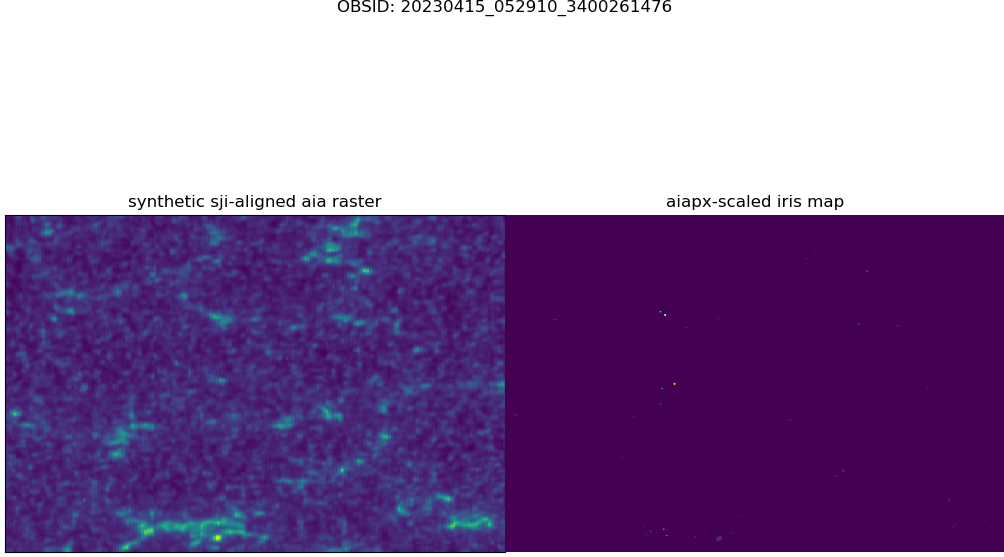 OBSID: 20230415_052910_3400261476
synthetic sji-aligned aia raster
aiapx-scaled iris map